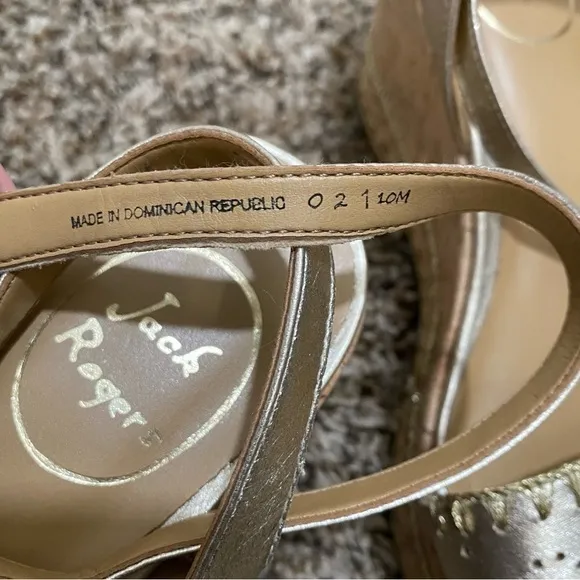 MADE IN DOMINICAN REPUBLIC 021 10M
Jack
Rogers